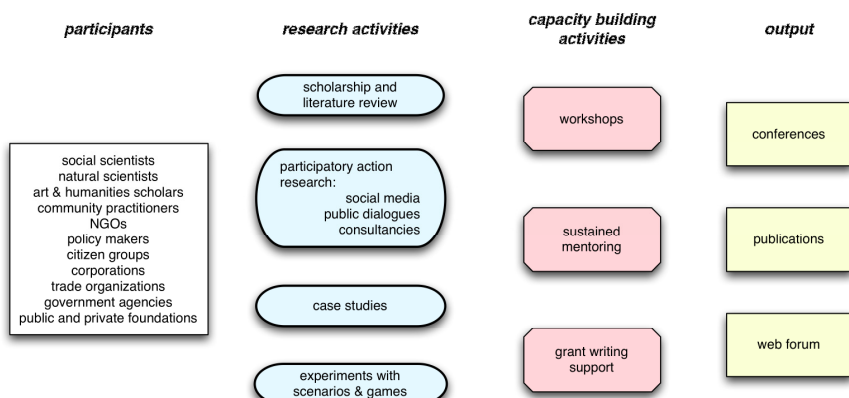 participants
research activities
capacity building
activities
output
social scientists
natural scientists
art & humanities scholars
community practitioners
NGOs
policy makers
citizen groups
corporations
trade organizations
government agencies
public and private foundations
scholarship and
literature review
participatory action
research:
social media
public dialogues
consultancies
case studies
experiments with
scenarios & games
workshops
sustained
mentoring
grant writing
support
conferences
publications
web forum